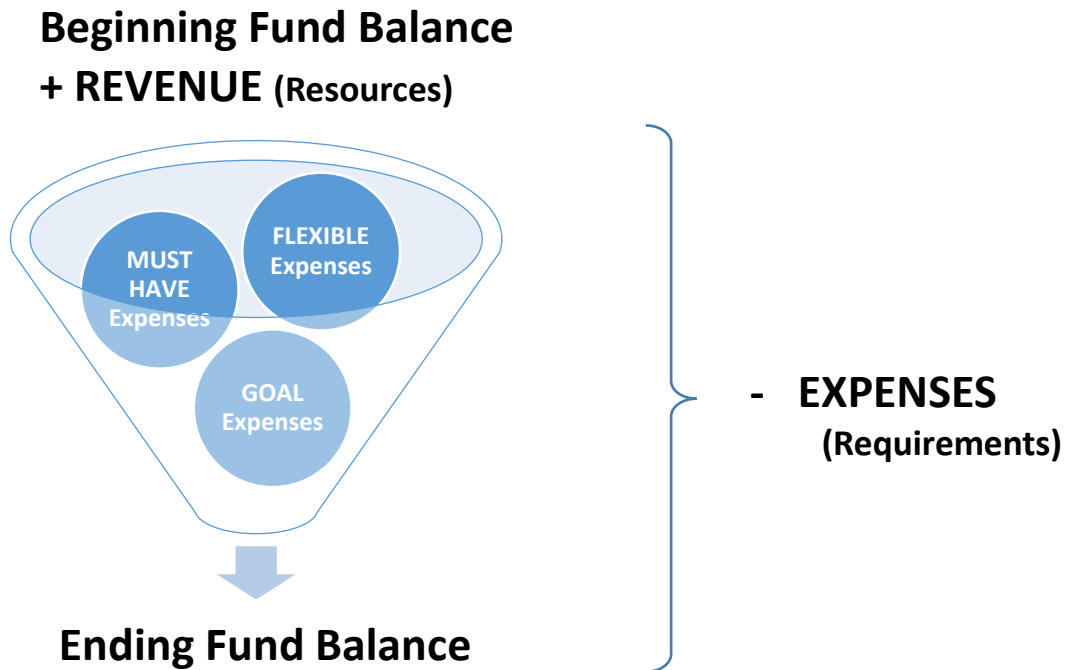 Beginning Fund Balance
+ REVENUE (Resources)
FLEXIBLE
Expenses
MUST
HAVE
Expenses
GOAL
Expenses
- EXPENSES
(Requirements)
Ending Fund Balance